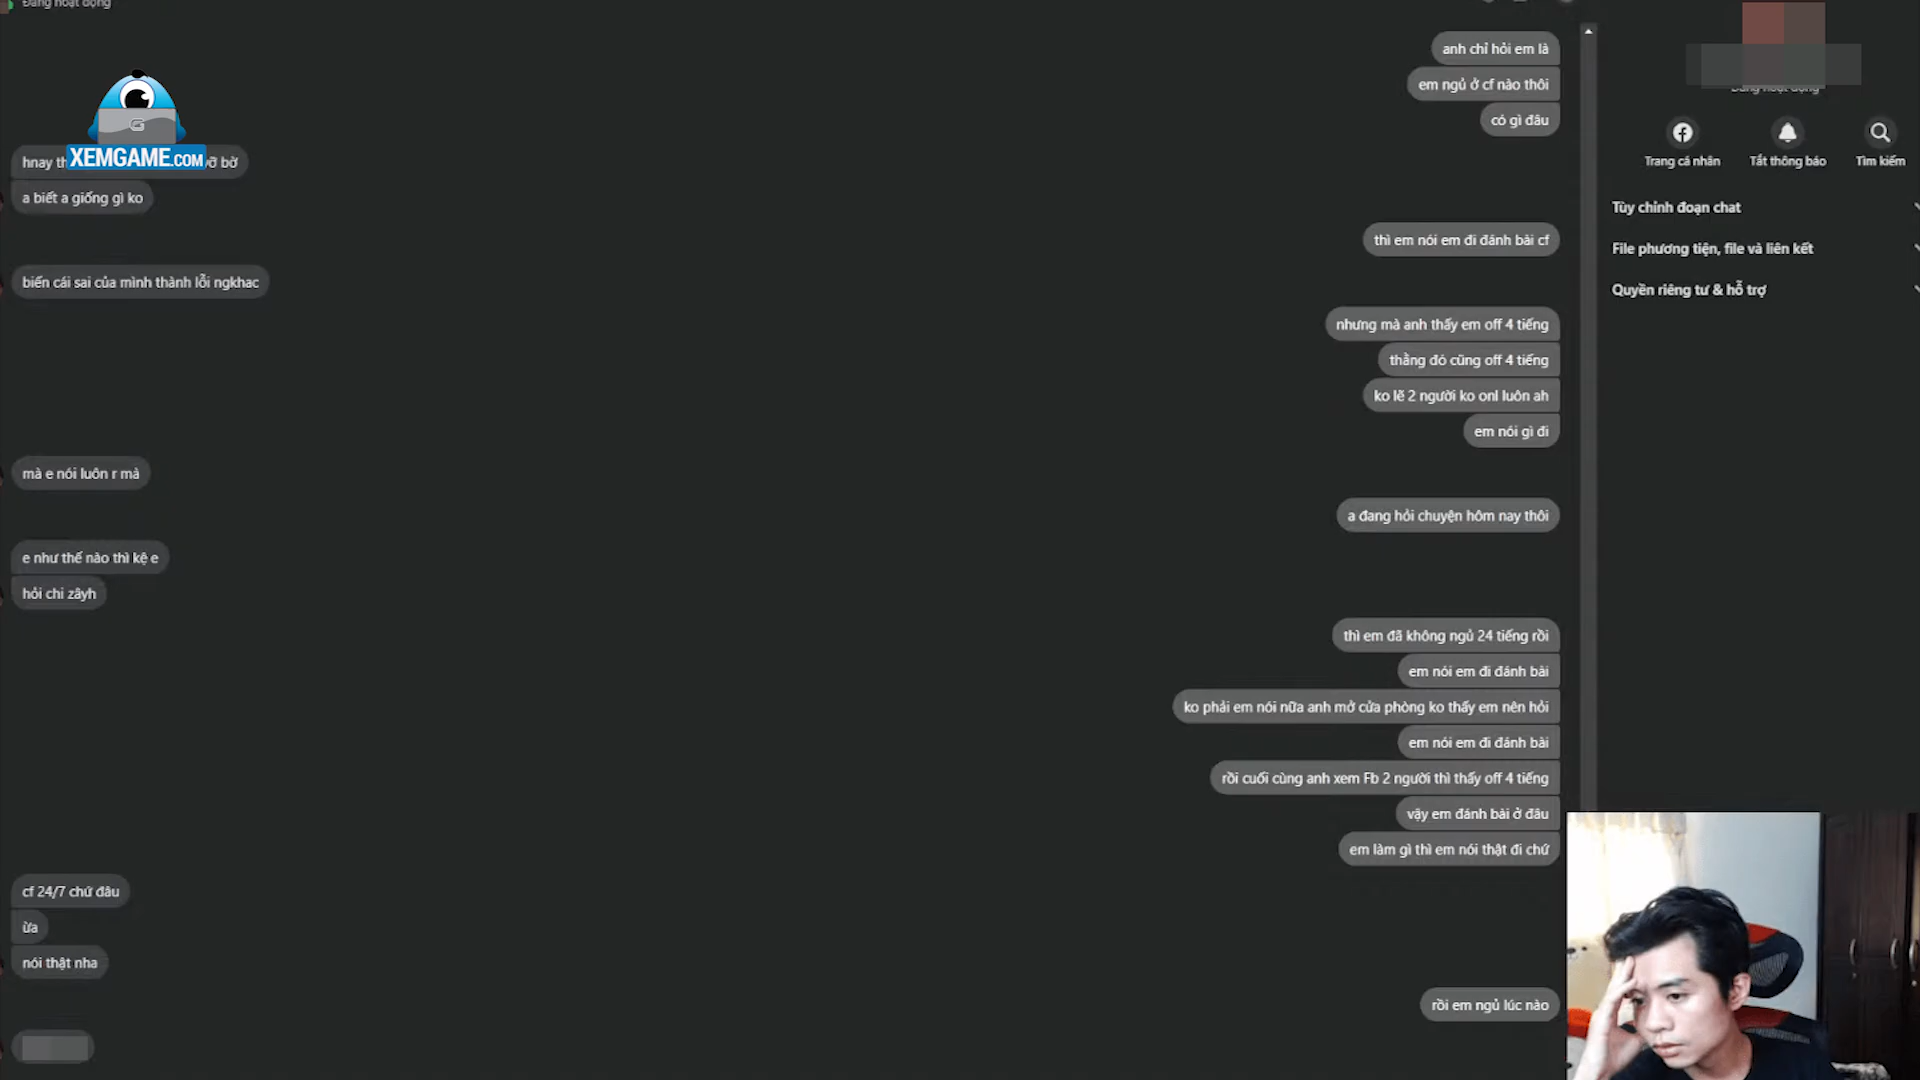 Đang hoạt động
anh chỉ hỏi em là
em ngủ ở cf nào thôi
có gì đâu
XEMGAME.COM
hnay bờ
a biết a giống gì ko
thì em nói em đi đánh bài cf
biến cái sai của mình thành lỗi ngkhac
nhưng mà anh thấy em off 4 tiếng
thằng đó cũng off 4 tiếng
ko lẽ 2 người ko onl luôn ah
em nói gì đi
mà e nói luôn r mà
a đang hỏi chuyện hôm nay thôi
e như thế nào thì kệ e
hỏi chi zâyh
thì em đã không ngủ 24 tiếng rồi
em nói em đi đánh bài
ko phải em nói nữa anh mở cửa phòng ko thấy em nên hỏi
em nói em đi đánh bài
rồi cuối cùng anh xem Fb 2 người thì thấy off 4 tiếng
vậy em đánh bài ở đâu
em làm gì thì em nói thật đi chứ
cf 24/7 chứ đâu
ừa
nói thật nha
rồi em ngủ lúc nào
Đang hoạt động
Trang cá nhân
Tắt thông báo
Tìm kiếm
Tùy chỉnh đoạn chat
File phương tiện, file và liên kết
Quyền riêng tư & hỗ trợ